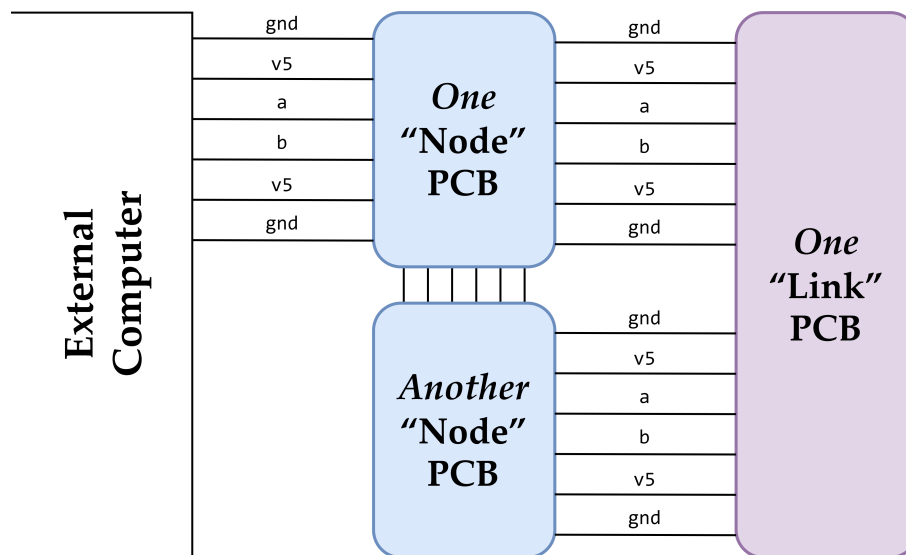 gnd
v5
a
b
v5
gnd
External
Computer
One
“Node”
PCB
gnd
v5
a
b
v5
gnd
Another
“Node”
PCB
gnd
v5
a
b
v5
gnd
One
“Link”
PCB